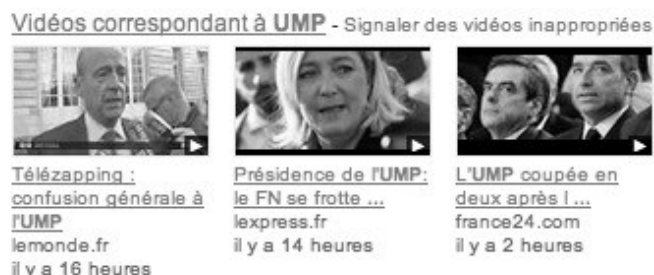 Vidéos correspondant à UMP - Signaler des vidéos inappropriées
Télézapping :
confusion générale à
l'UMP
lemonde.fr
il y a 16 heures
Présidence de l'UMP:
le FN se frotte ...
lexpress.fr
il y a 14 heures
L'UMP coupée en
deux après l ...
france24.com
il y a 2 heures